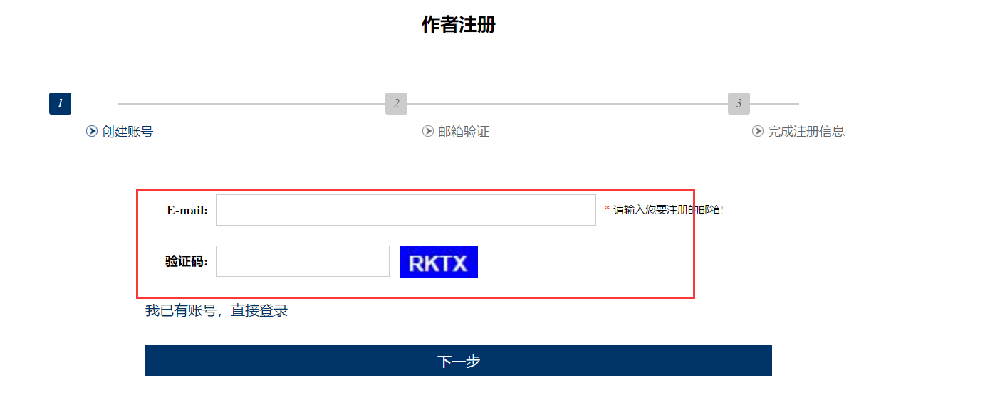 作者注册
1 2 3
创建账号 邮箱验证 完成注册信息
E-mail: * 请输入您要注册的邮箱!
验证码: RKTX
我已有账号，直接登录
下一步